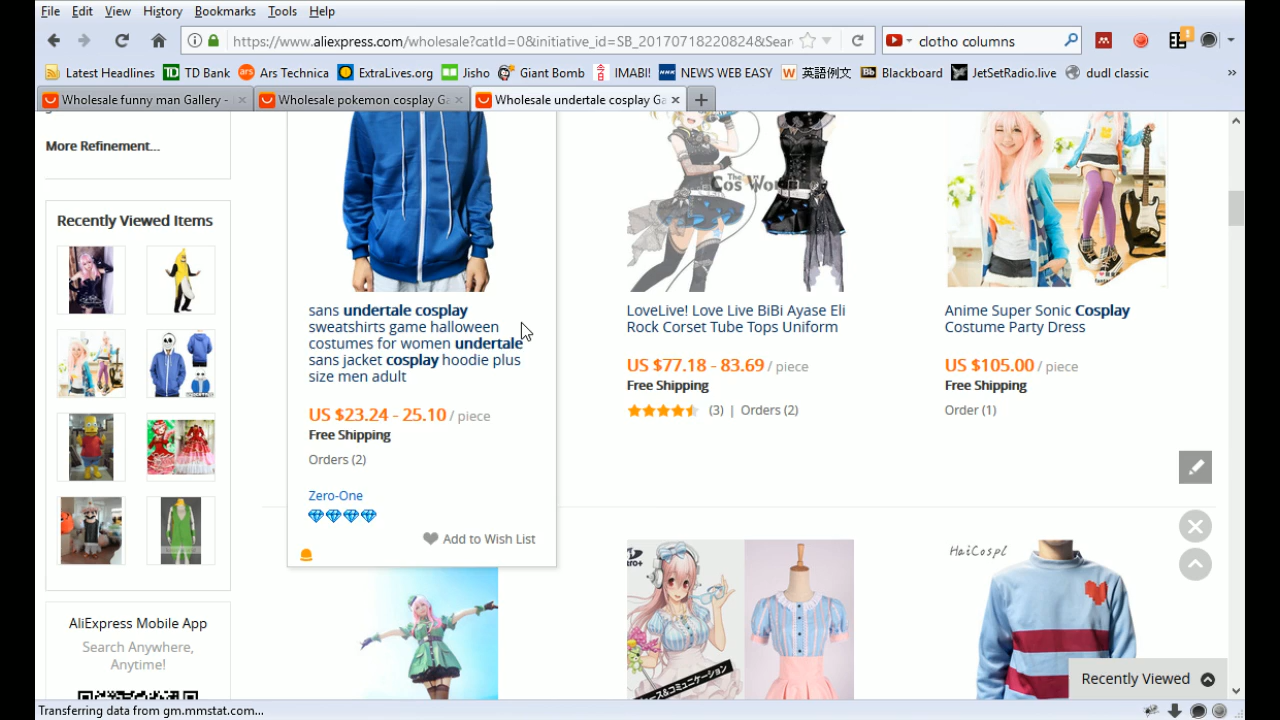 File Edit View History Bookmarks Tools Help
https://www.aliexpress.com/wholesale?catId=0&initiative_id=SB_20170718220824&Sear
clotho columns
1
Latest Headlines TD Bank Ars Technica ExtraLives.org Jisho Giant Bomb IMABI! NEWS WEB EASY 英語例文 Blackboard JetSetRadio.live dudl classic
Wholesale funny man Gallery - Wholesale pokemon cosplay Ga Wholesale undertale cosplay Ga
More Refinement...
Recently Viewed Items
The Cos World
sans undertale cosplay
sweatshirts game halloween
costumes for women undertale
sans jacket cosplay hoodie plus
size men adult
US $23.24 - 25.10 / piece
Free Shipping
Orders (2)
Zero-One
Add to Wish List
LoveLive! Love Live BiBi Ayase Eli
Rock Corset Tube Tops Uniform
US $77.18 - 83.69 / piece
Free Shipping
(3) | Orders (2)
Anime Super Sonic Cosplay
Costume Party Dress
US $105.00 / piece
Free Shipping
Order (1)
HaiCospl
AliExpress Mobile App
Search Anywhere,
Anytime!
Recently Viewed
Transferring data from gm.mmstat.com...